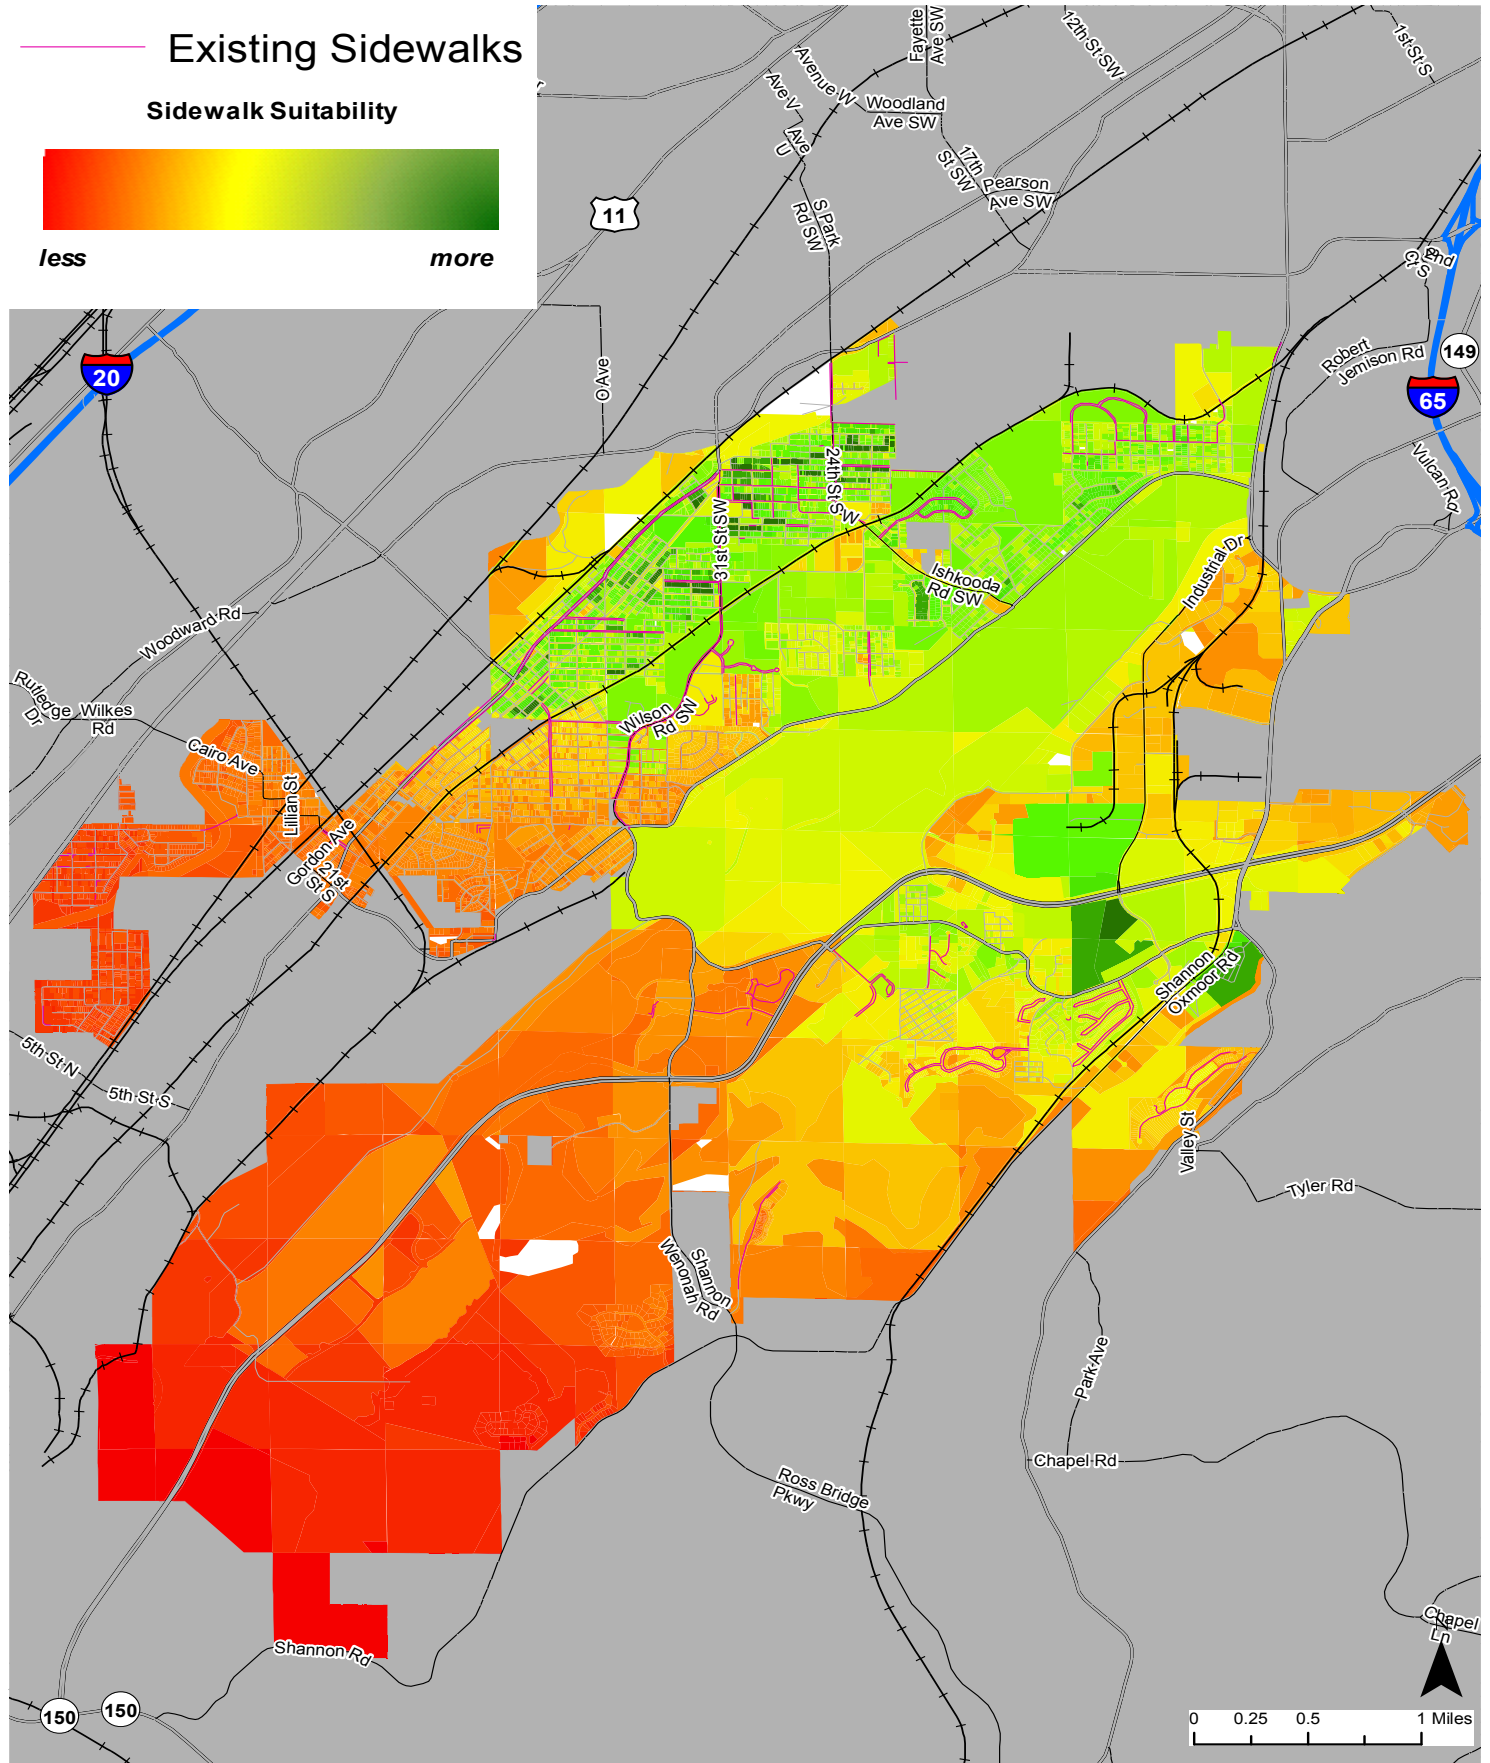 Existing Sidewalks
Sidewalk Suitability
less
more
Fayette
Ave SW
12th St SW
1st St S
Avenue W
Ave V
Ave
U
Woodland
Ave SW
17th
St SW
Pearson
Ave SW
11
S Park
Rd SW
2nd
Ct S
20
O Ave
Robert
Jemison Rd
149
65
Vulcan Rd
24th St SW
31st St SW
Industrial Dr
Ishkooda
Rd SW
Woodward Rd
Dr
ge Wilkes
Rd
Wilson
Rd SW
Cairo Ave
Lillian St
Gordon Ave
21st
St S
Shannon
Oxmoor Rd
5th St N
5th St S
Valley St
Tyler Rd
Shannon
Wenonah Rd
Park Ave
Chapel Rd
Ross Bridge
Pkwy
Chapel
Ln
Shannon Rd
150
150
0
0.25
0.5
1 Miles